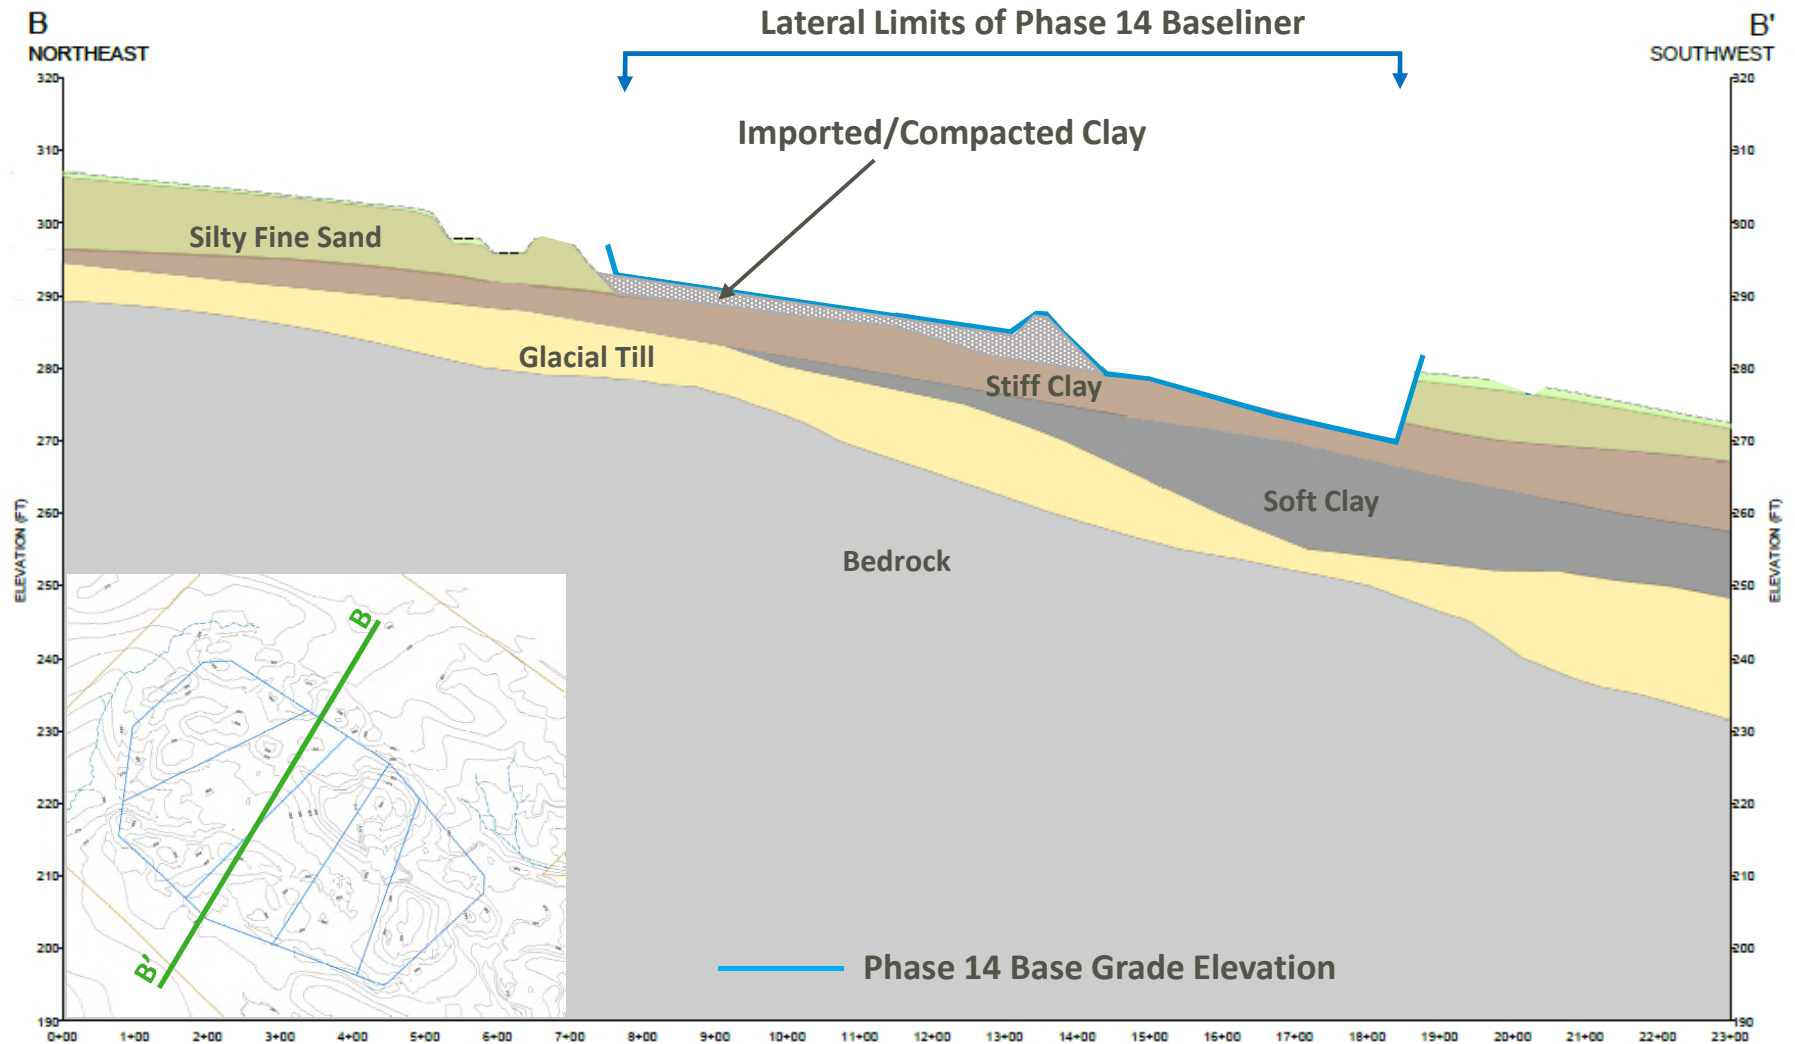 B
NORTHEAST
Lateral Limits of Phase 14 Baseliner
B'
SOUTHWEST
Imported/Compacted Clay
Silty Fine Sand
Glacial Till
Stiff Clay
Soft Clay
Bedrock
Phase 14 Base Grade Elevation
ELEVATION (FT)
320
310
300
290
280
270
260
250
240
230
220
210
200
190
ELEVATION (FT)
320
310
300
290
280
270
260
250
240
230
220
210
200
190
B
B'
0+00 1+00 2+00 3+00 4+00 5+00 6+00 7+00 8+00 9+00 10+00 11+00 12+00 13+00 14+00 15+00 16+00 17+00 18+00 19+00 20+00 21+00 22+00 23+00